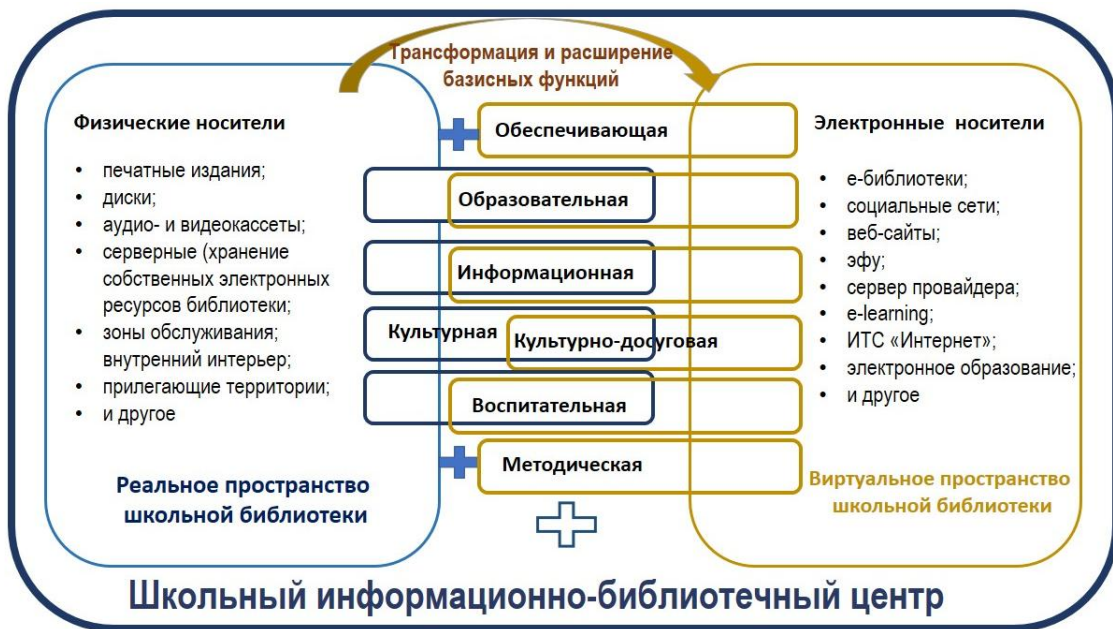 Трансформация и расширение
базисных функций
Физические носители
• печатные издания;
• диски;
• аудио- и видеокассеты;
• серверные (хранение
собственных электронных
ресурсов библиотеки;
• зоны обслуживания;
внутренний интерьер;
• прилегающие территории;
• и другое
Реальное пространство
школьной библиотеки
Обеспечивающая
Образовательная
Информационная
Культурная
Культурно-досуговая
Воспитательная
Методическая
Электронные носители
• е-библиотеки;
• социальные сети;
• веб-сайты;
• эфу;
• сервер провайдера;
• e-learning;
• ИТС «Интернет»;
• электронное образование;
• и другое
Виртуальное пространство
школьной библиотеки
Школьный информационно-библиотечный центр